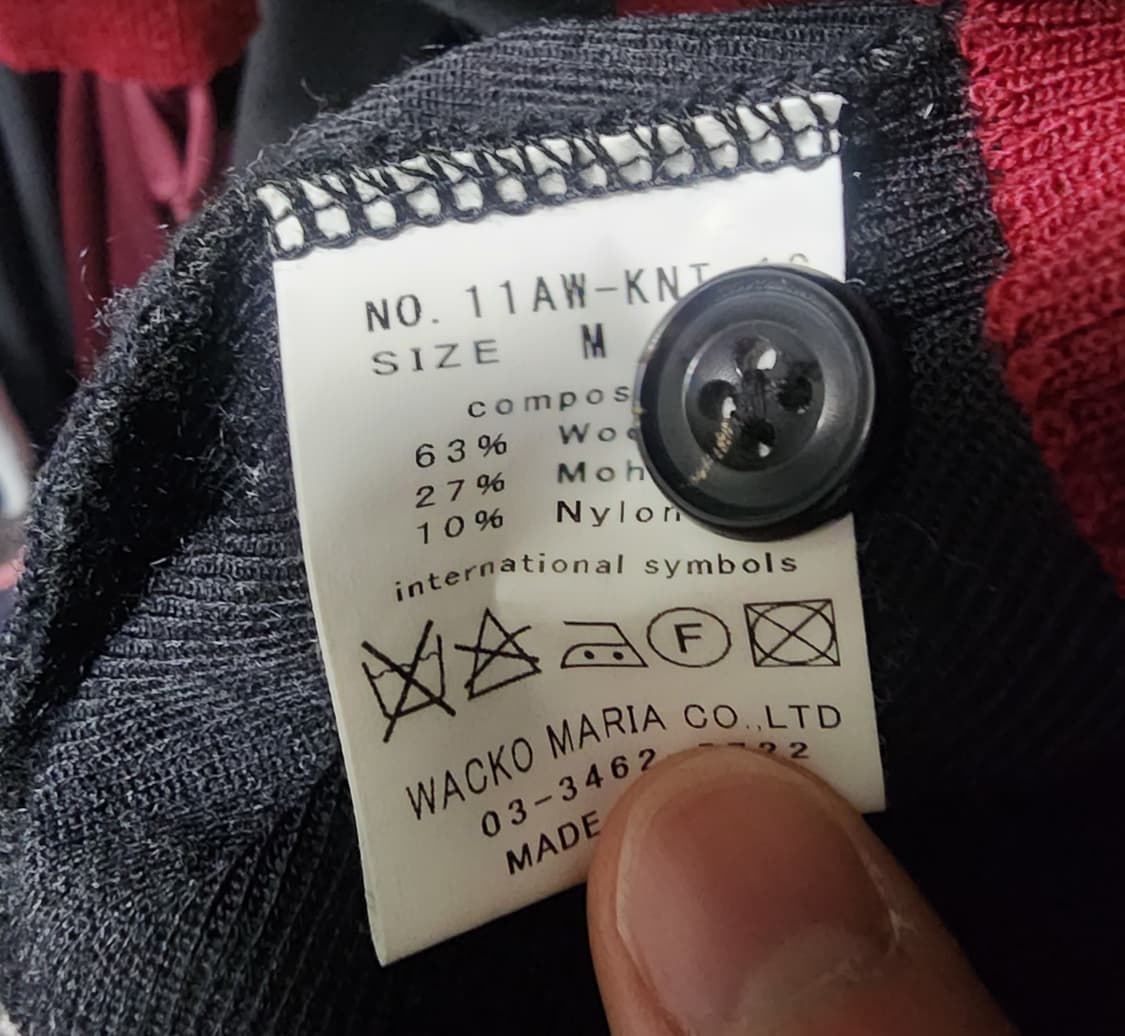 NO. 11AW-KNT
SIZE M
compos
63% Woo
27% Moh
10% Nylon
international symbols
F
WACKO MARIA CO.,LTD
03-3462
MADE